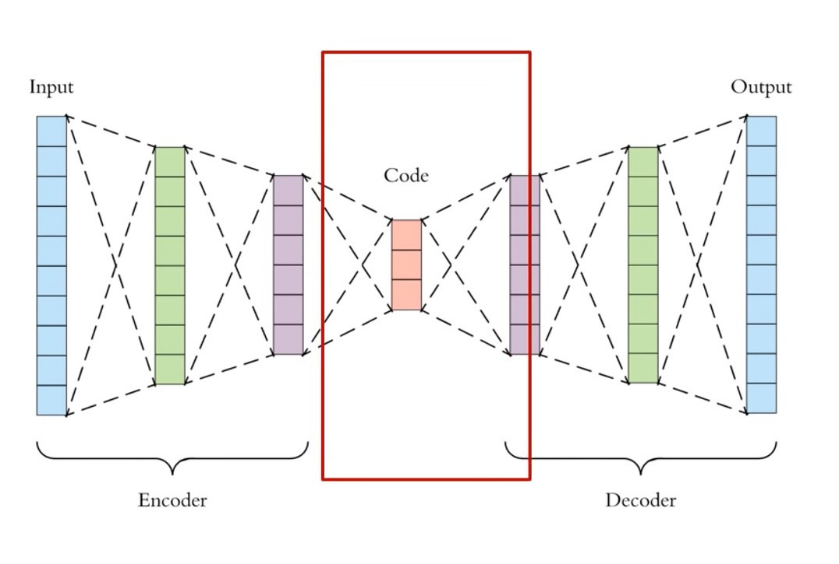 Input
Output
Code
Encoder
Decoder